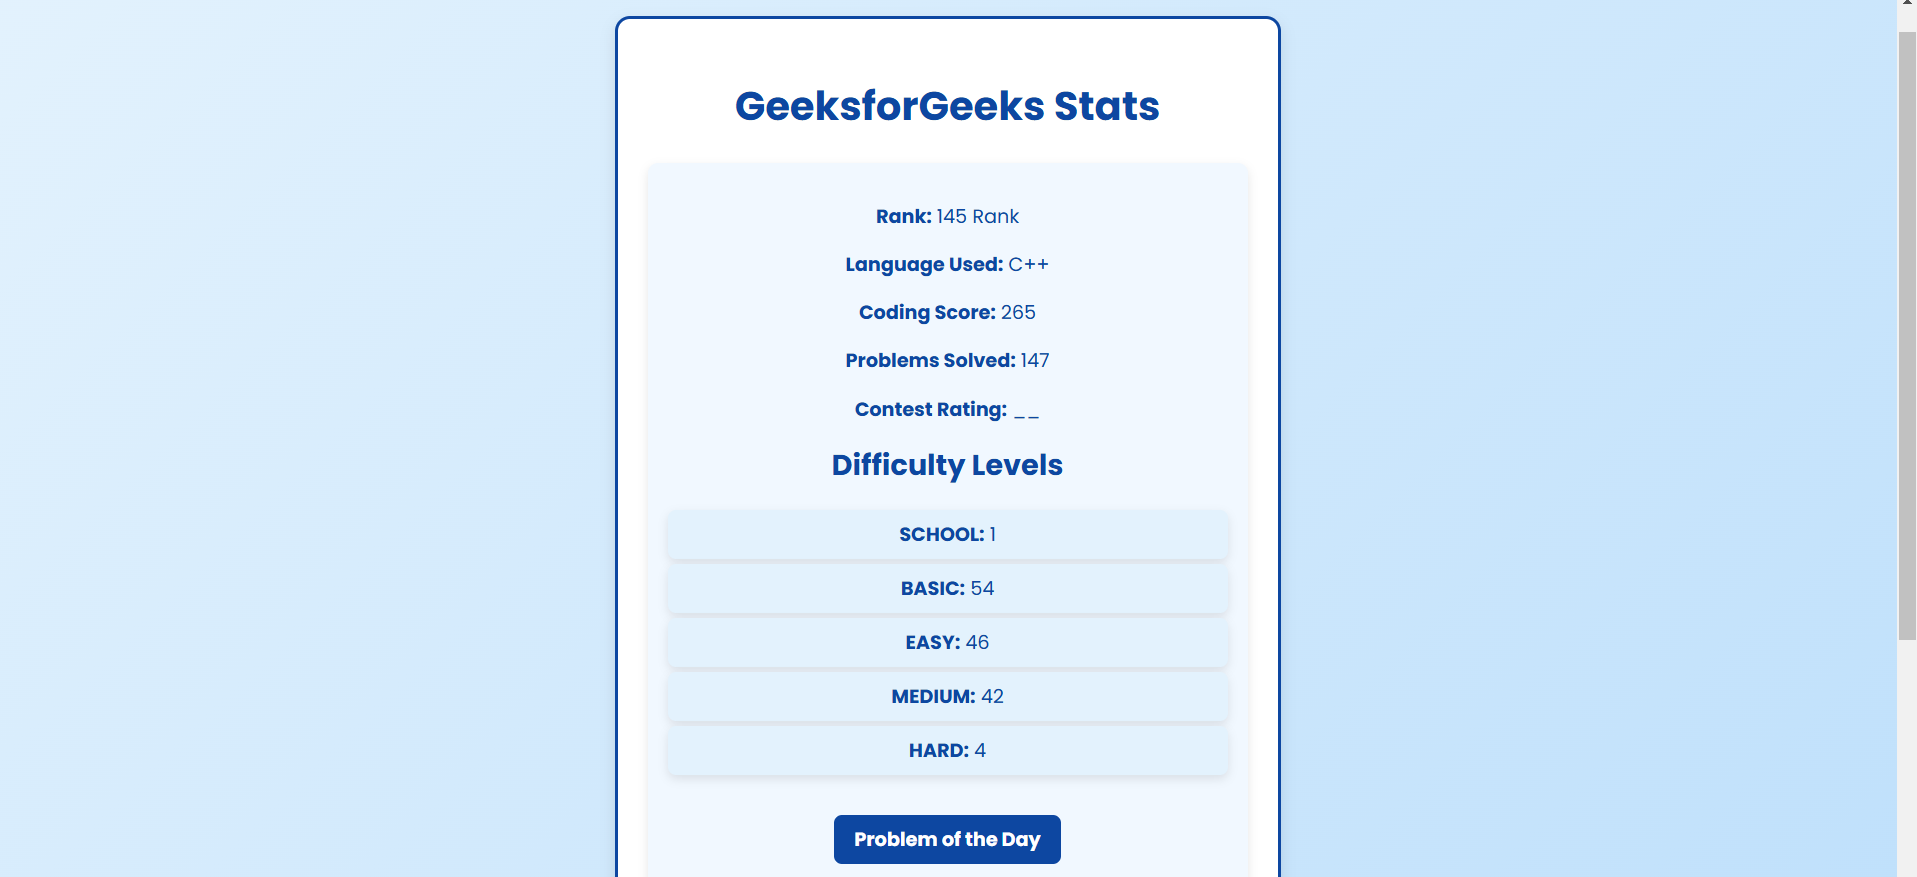 GeeksforGeeks Stats
Rank: 145 Rank
Language Used: C++
Coding Score: 265
Problems Solved: 147
Contest Rating: __
Difficulty Levels
SCHOOL: 1
BASIC: 54
EASY: 46
MEDIUM: 42
HARD: 4
Problem of the Day